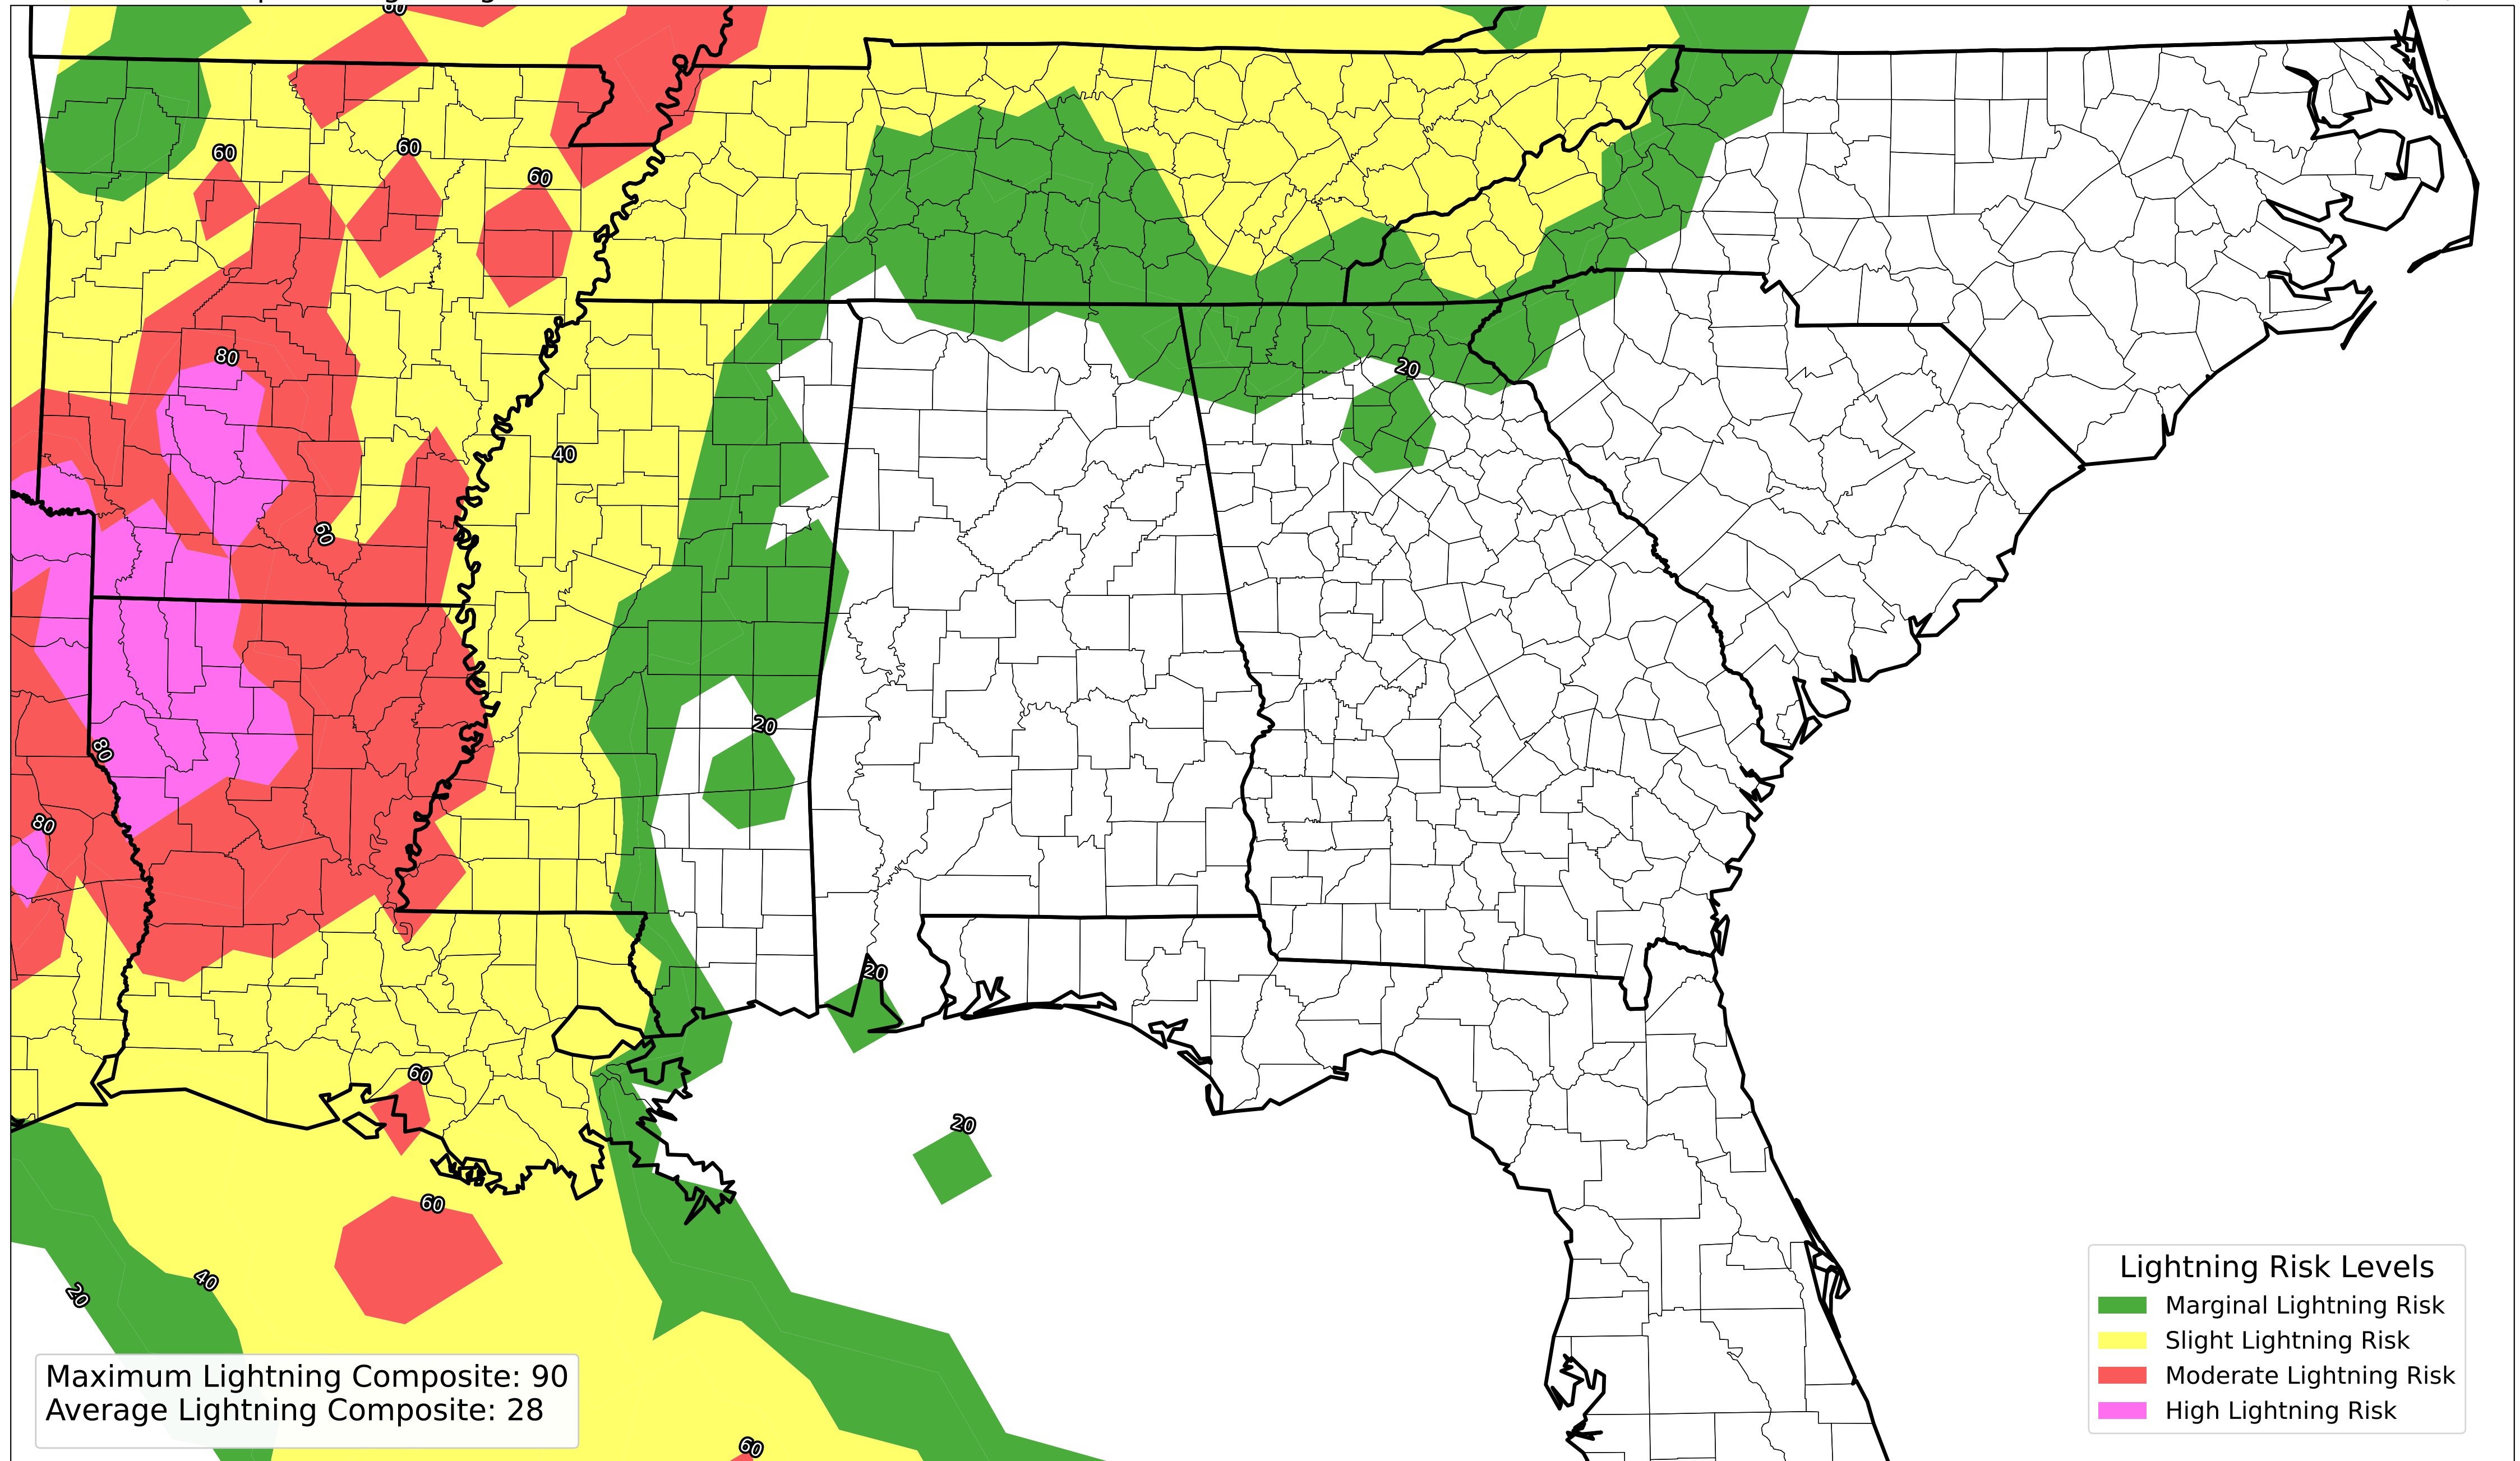 60
60
60
60
80
20
40
60
20
80
80
20
60
20
60
40
20
60
Lightning Risk Levels
Marginal Lightning Risk
Slight Lightning Risk
Moderate Lightning Risk
High Lightning Risk
Maximum Lightning Composite: 90
Average Lightning Composite: 28